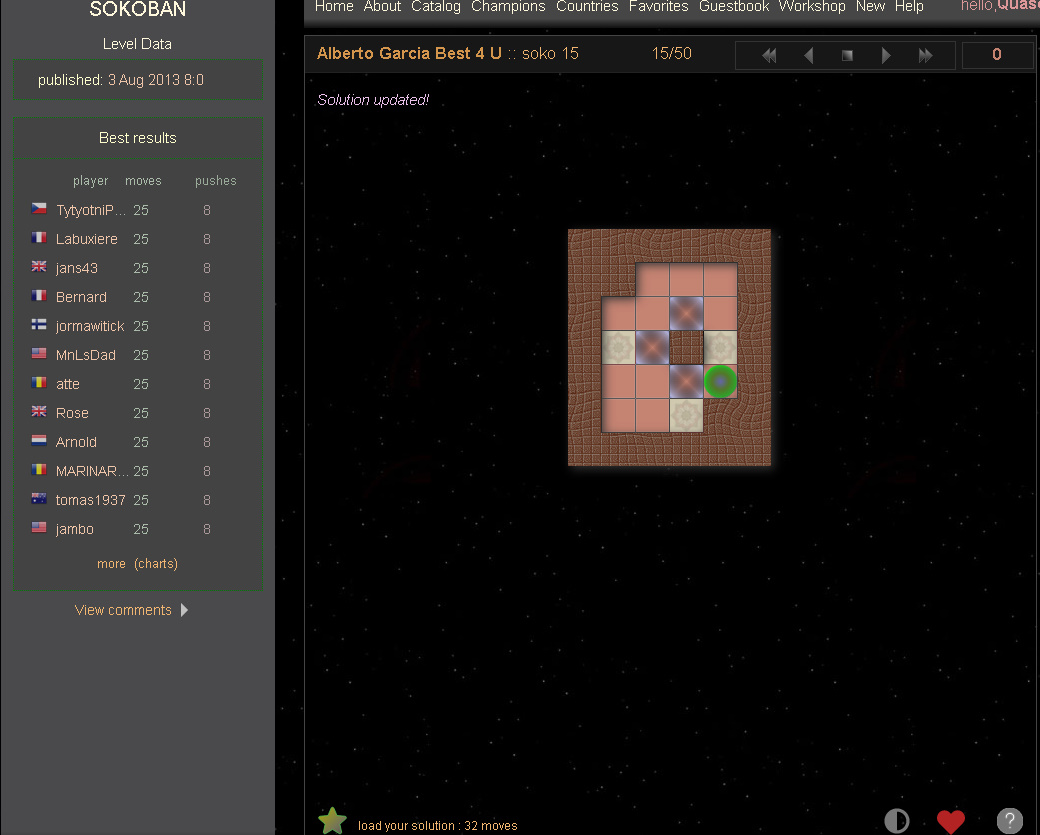 SOKOBAN
Home About Catalog Champions Countries Favorites Guestbook Workshop New Help
hello,
Level Data
published: 3 Aug 2013 8:0
Alberto Garcia Best 4 U :: soko 15
15/50
0
Solution updated!
Best results
player moves pushes
TytyotniP... 25 8
Labuxiere 25 8
jans43 25 8
Bernard 25 8
jormawitick 25 8
MnLsDad 25 8
atte 25 8
Rose 25 8
Arnold 25 8
MARINAR... 25 8
tomas1937 25 8
jambo 25 8
more (charts)
View comments
load your solution : 32 moves
?